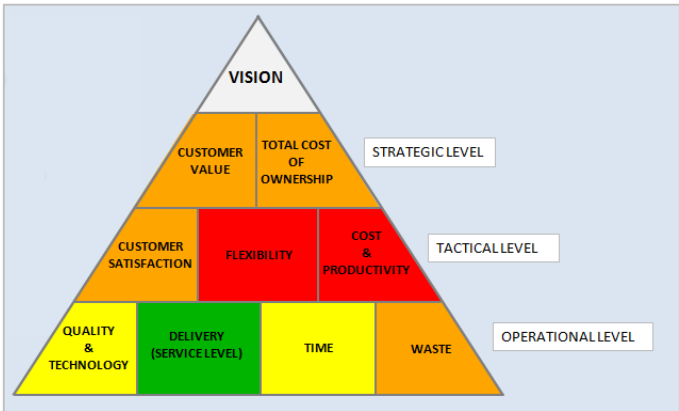 VISION
CUSTOMER
VALUE
TOTAL COST
OF
OWNERSHIP
STRATEGIC LEVEL
CUSTOMER
SATISFACTION
FLEXIBILITY
COST
&
PRODUCTIVITY
TACTICAL LEVEL
QUALITY
&
TECHNOLOGY
DELIVERY
(SERVICE LEVEL)
TIME
WASTE
OPERATIONAL LEVEL